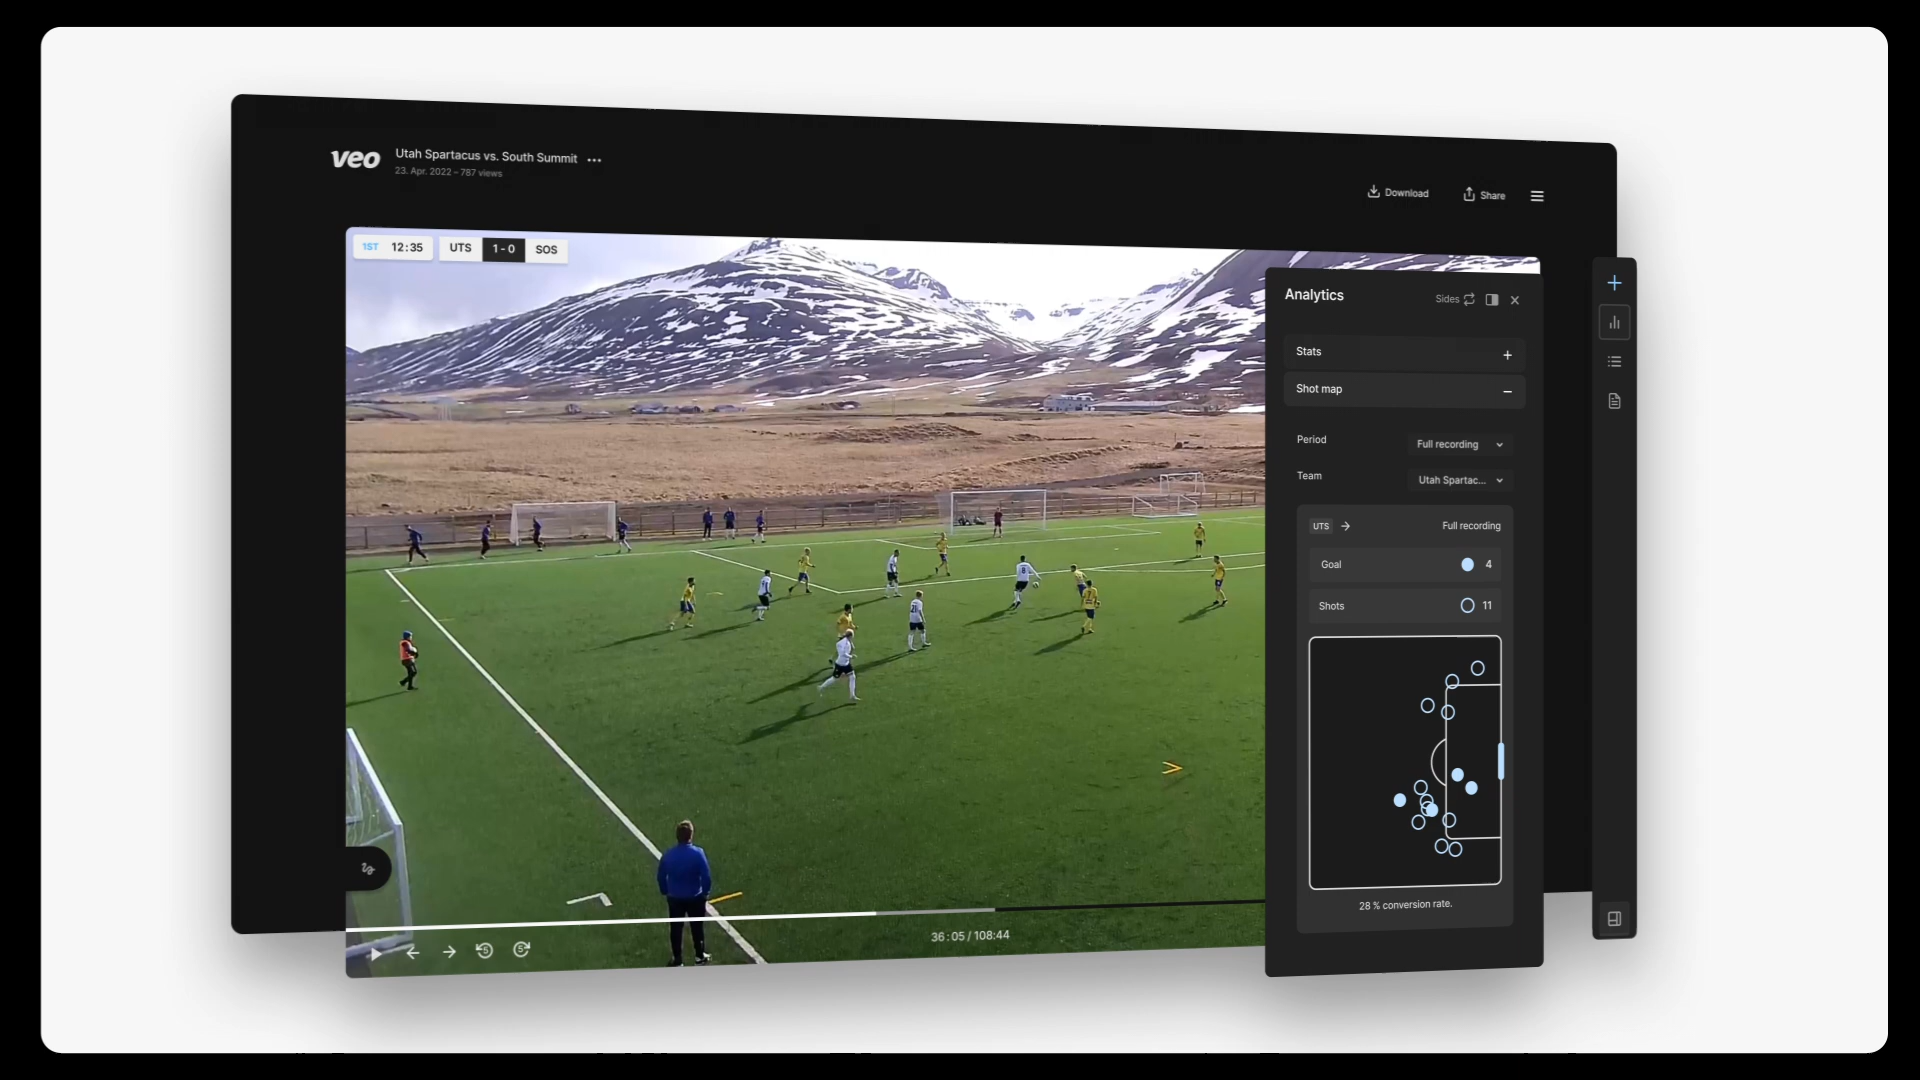 veo
Utah Spartacus vs. South Summit
23. Apr. 2022 – 787 views
Download
Share
1ST 12:35 UTS 1 - 0 SOS
Analytics
Sides
Stats
Shot map
Period
Full recording
Team
Utah Spartac...
UTS
Full recording
Goal
4
Shots
11
28 % conversion rate.
5
5
36:05 / 108:44